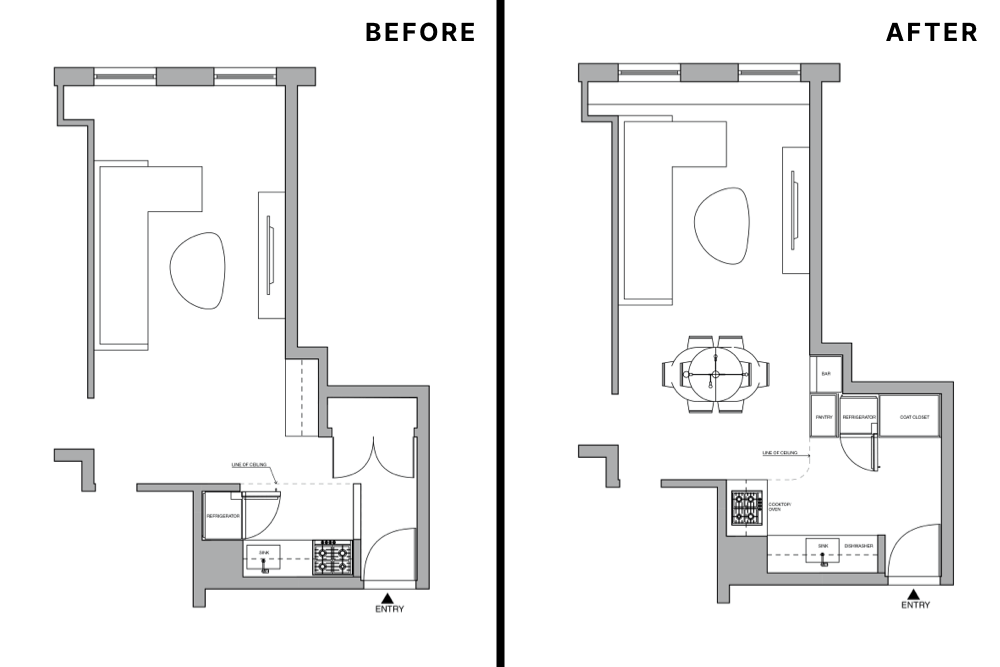 BEFORE
LINE OF CEILING
REFRIGERATOR
SINK
ENTRY
AFTER
BAR
PANTRY
REFRIGERATOR
COAT CLOSET
LINE OF CEILING
COOKTOP/
OVEN
SINK
DISHWASHER
ENTRY